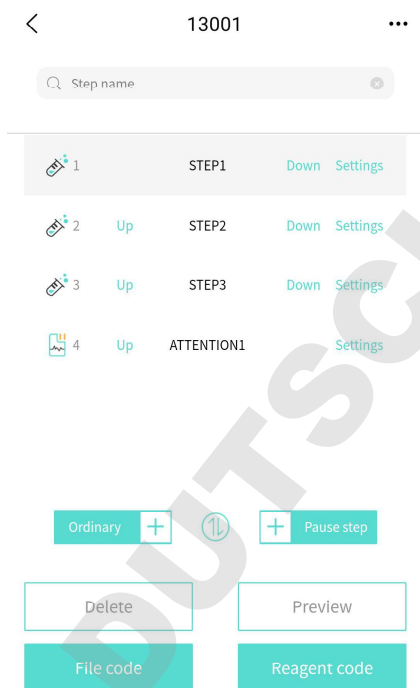 13001
Step name
1 STEP1 Down Settings
2 Up STEP2 Down Settings
3 Up STEP3 Down Settings
4 Up ATTENTION1 Settings
Ordinary + + Pause step
Delete Preview
File code Reagent code
DUTSC